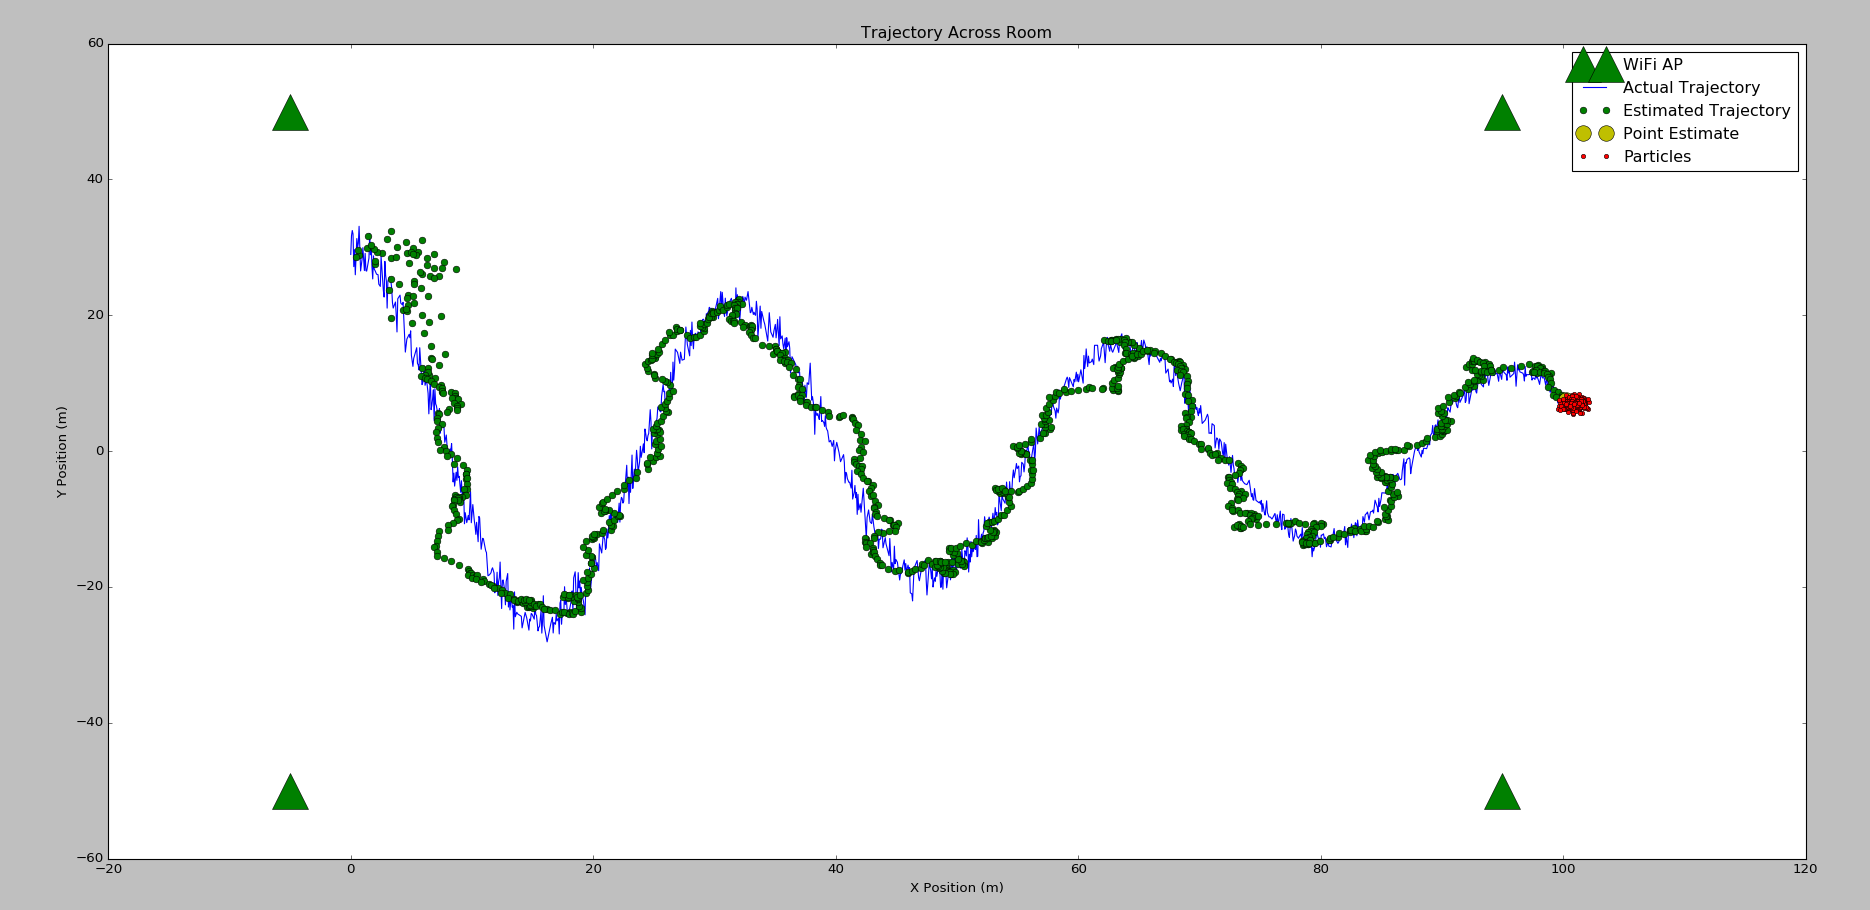 Trajectory Across Room
60
40
20
0
−20
−40
−60
Y Position (m)
WiFi AP
Actual Trajectory
Estimated Trajectory
Point Estimate
Particles
−20 0 20 40 60 80 100 120
X Position (m)